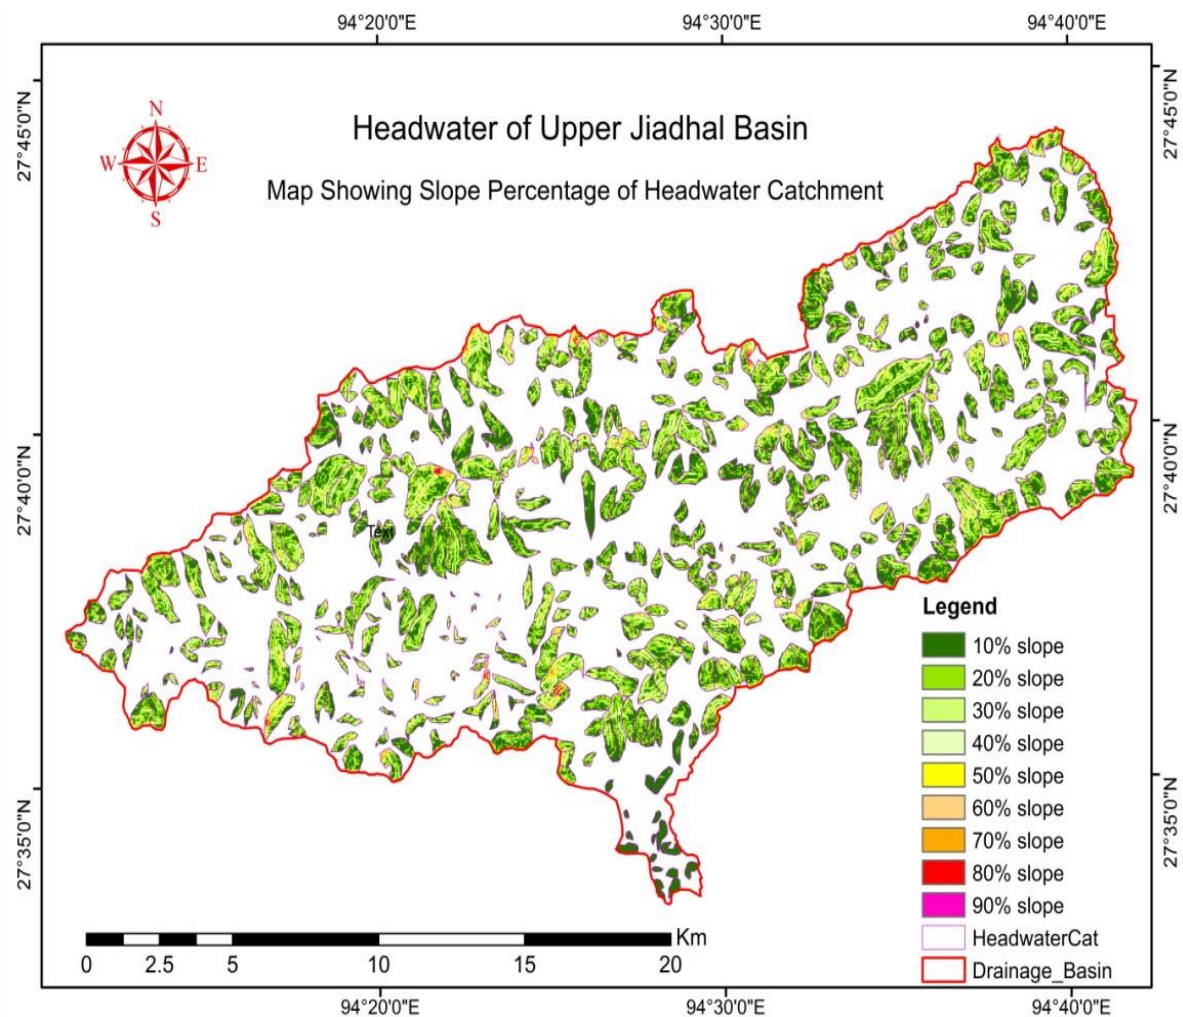 94°20'0"E 94°30'0"E 94°40'0"E
27°45'0"N
27°45'0"N
N
W E
S
Headwater of Upper Jiadhal Basin
Map Showing Slope Percentage of Headwater Catchment
27°40'0"N
27°40'0"N
Text
Legend
10% slope
20% slope
30% slope
40% slope
50% slope
60% slope
70% slope
80% slope
90% slope
HeadwaterCat
Drainage_Basin
27°35'0"N
27°35'0"N
Km
0 2.5 5 10 15 20
94°20'0"E 94°30'0"E 94°40'0"E